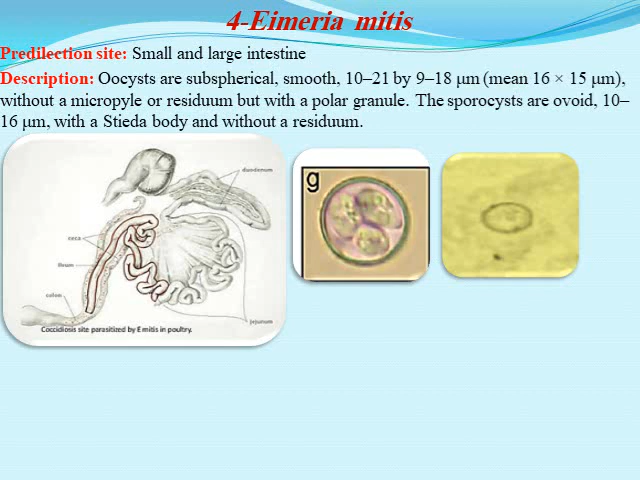 4-Eimeria mitis
Predilection site: Small and large intestine
Description: Oocysts are subspherical, smooth, 10–21 by 9–18 μm (mean 16 × 15 μm),
without a micropyle or residuum but with a polar granule. The sporocysts are ovoid, 10–
16 μm, with a Stieda body and without a residuum.
duodenum
g
ceca
ileum
colon
jejunum
Coccidiosis site parasitized by E mitis in poultry.